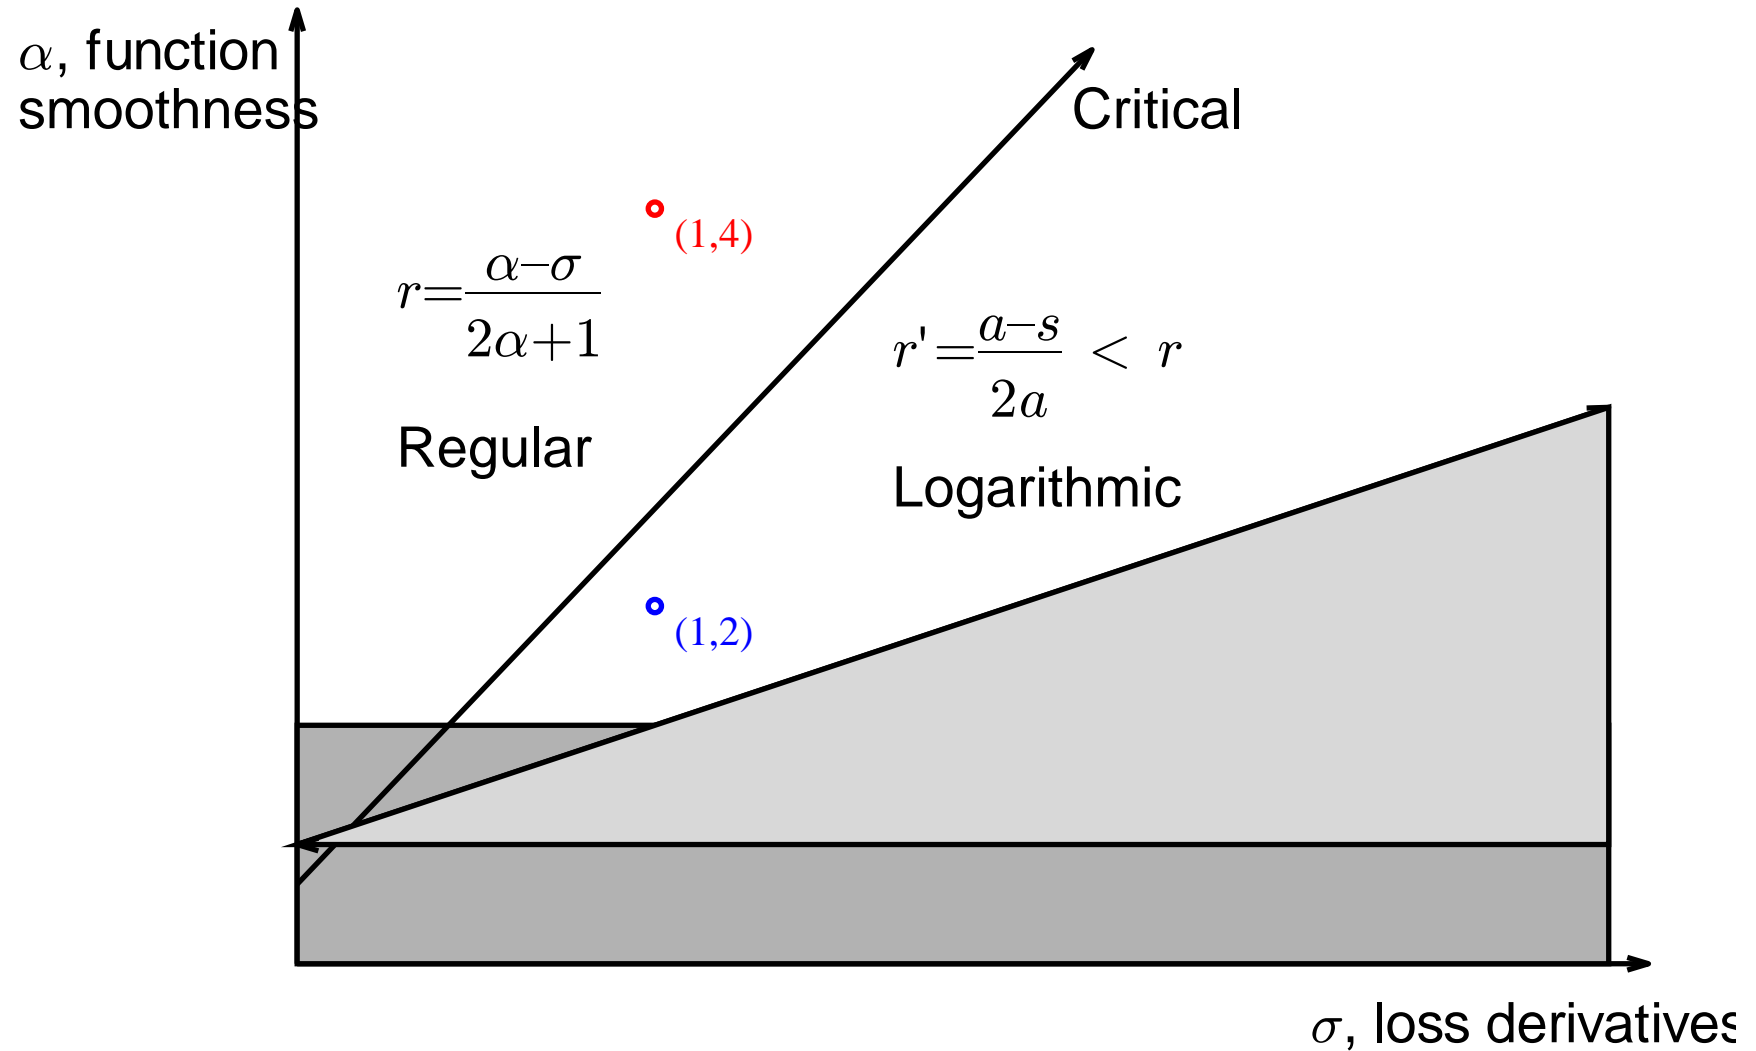 α, function
smoothness
Critical
(1,4)
r=α–σ/2α+1
r'=a–s/2a < r
Regular
Logarithmic
(1,2)
σ, loss derivatives